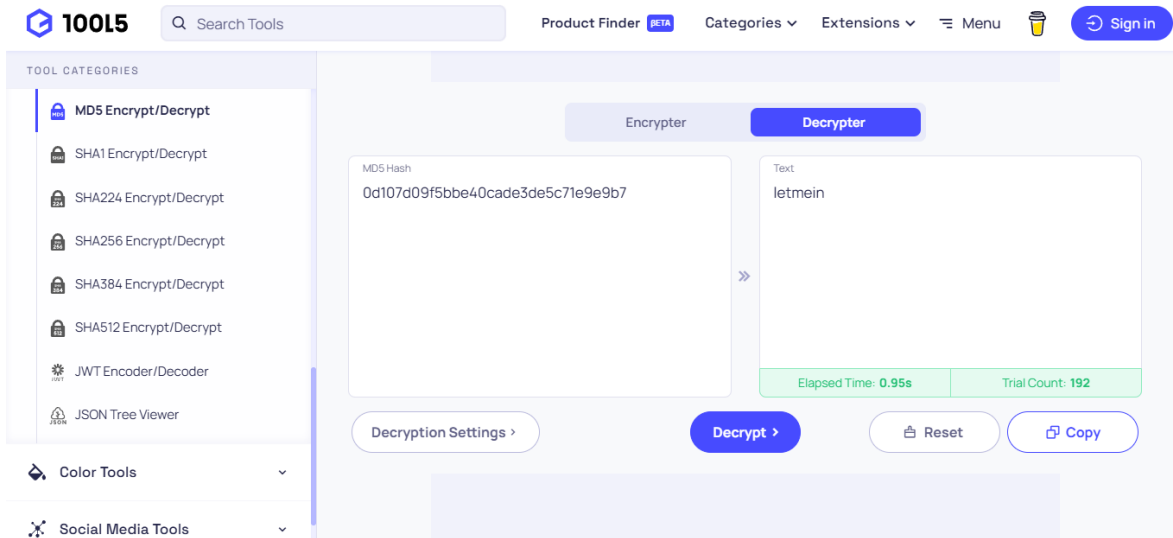 10015
Search Tools
Product Finder BETA
Categories
Extensions
Menu
Sign in
TOOL CATEGORIES
MD5 Encrypt/Decrypt
SHA1 Encrypt/Decrypt
SHA224 Encrypt/Decrypt
SHA256 Encrypt/Decrypt
SHA384 Encrypt/Decrypt
SHA512 Encrypt/Decrypt
JWT Encoder/Decoder
JSON Tree Viewer
Color Tools
Social Media Tools
Encrypter
Decrypter
MD5 Hash
0d107d09f5bbe40cade3de5c71e9e9b7
Text
letmein
Elapsed Time: 0.95s
Trial Count: 192
Decryption Settings
Decrypt
Reset
Copy